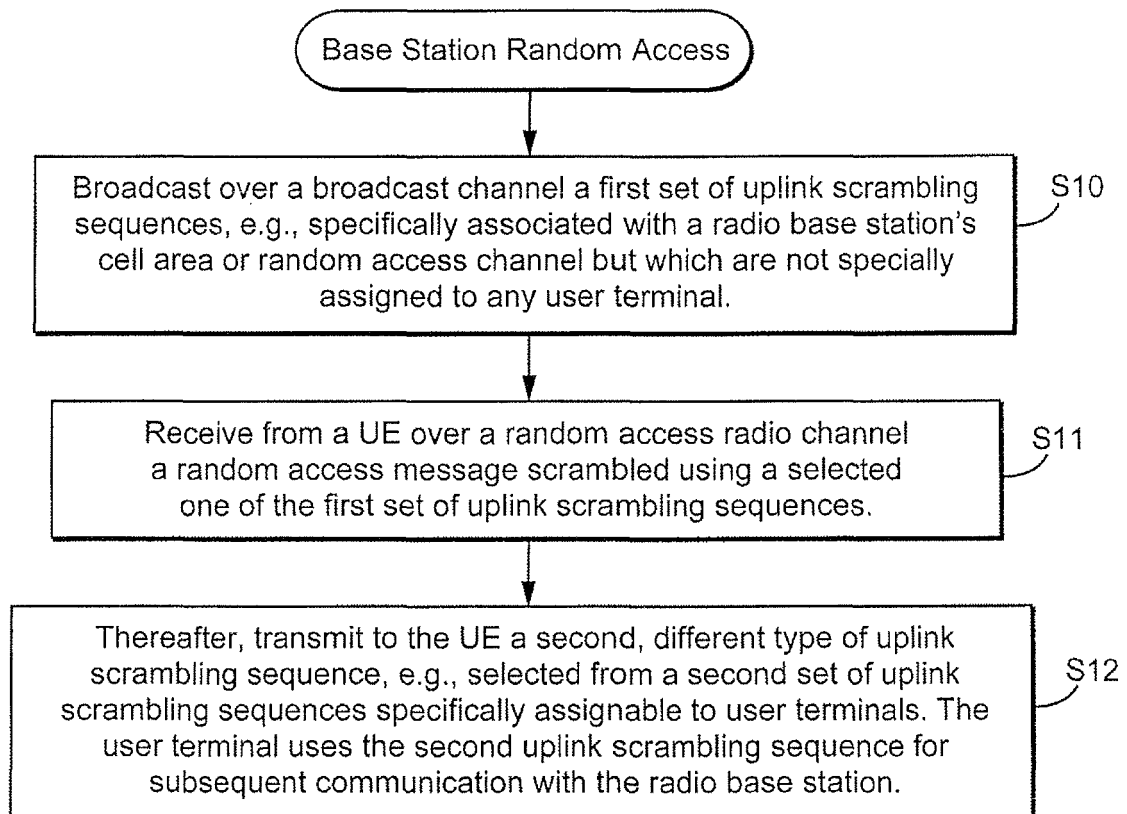 Base Station Random Access
Broadcast over a broadcast channel a first set of uplink scrambling
sequences, e.g., specifically associated with a radio base station's
cell area or random access channel but which are not specially
assigned to any user terminal.
S10
Receive from a UE over a random access radio channel
a random access message scrambled using a selected
one of the first set of uplink scrambling sequences.
S11
Thereafter, transmit to the UE a second, different type of uplink
scrambling sequence, e.g., selected from a second set of uplink
scrambling sequences specifically assignable to user terminals. The
user terminal uses the second uplink scrambling sequence for
subsequent communication with the radio base station.
S12